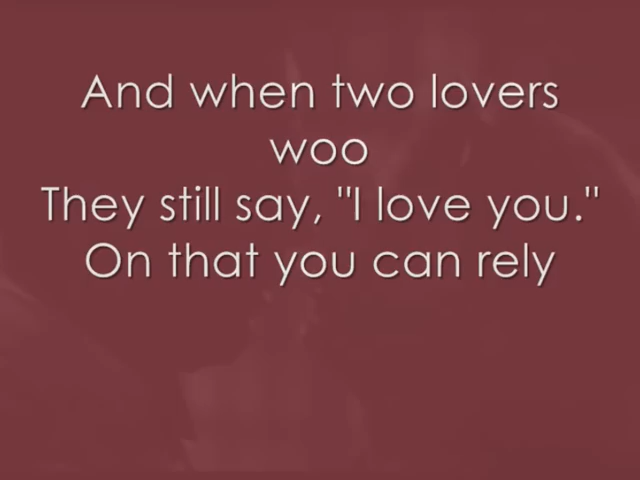 And when two lovers
woo
They still say, "I love you."
On that you can rely